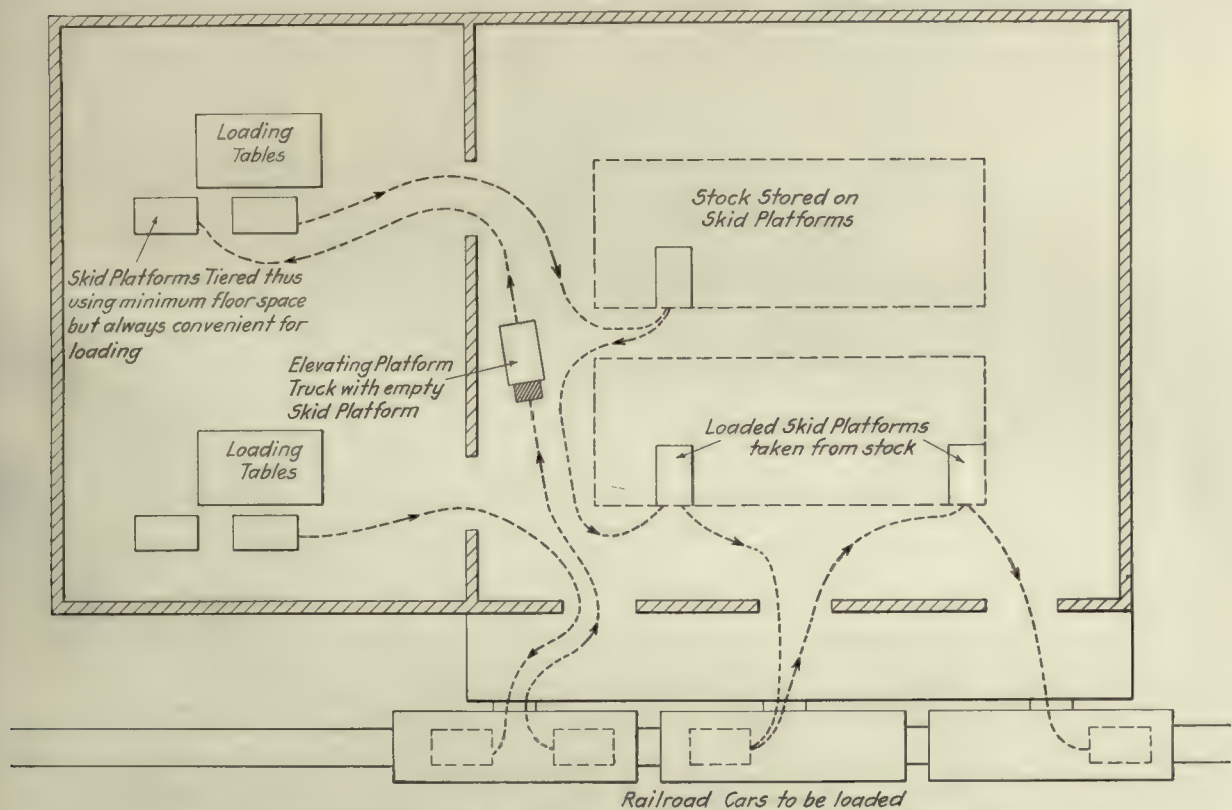 Loading
Tables
Stock Stored on
Skid Platforms
Skid Platforms Tiered thus
using minimum floor space
but always convenient for
loading
Elevating Platform
Truck with empty
Skid Platform
Loaded Skid Platforms
taken from stock
Loading
Tables
Railroad Cars to be loaded